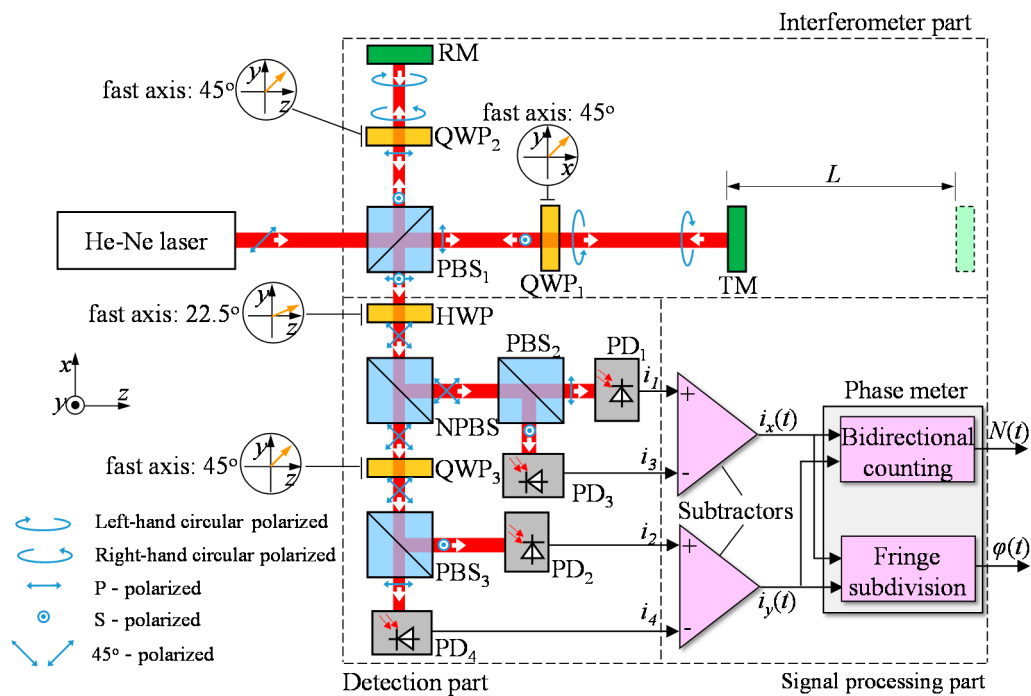 Interferometer part
RM
fast axis: 45°
y
z
QWP2
fast axis: 45°
y
x
L
He-Ne laser
PBS1
QWP1
TM
fast axis: 22.5°
y
z
HWP
x
y
z
PBS2
PD1
i1
+
ix(t)
Phase meter
NPBS
Bidirectional
counting
N(t)
fast axis: 45°
y
z
QWP3
PD3
i3
-
Subtractors
Left-hand circular polarized
Right-hand circular polarized
P - polarized
S - polarized
45° - polarized
PBS3
PD2
i2
+
iy(t)
Fringe
subdivision
φ(t)
PD4
i4
-
Detection part
Signal processing part